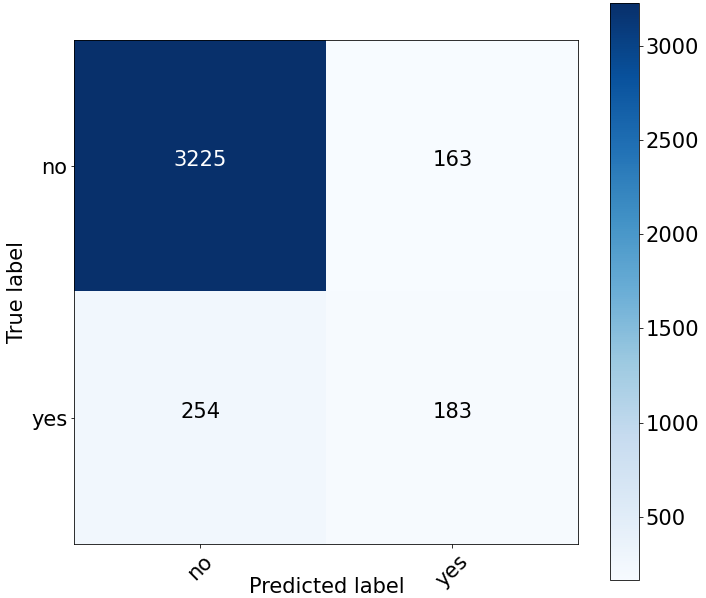 3000
2500
2000
1500
1000
500
no
3225
163
True label
yes
254
183
no
yes
Predicted label